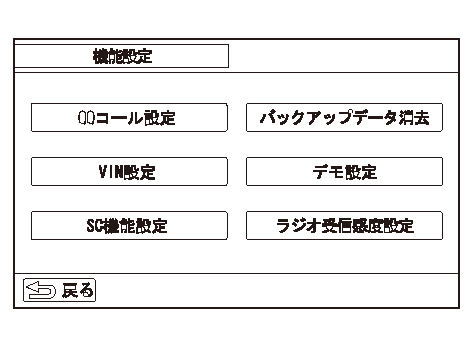 機能設定
QQコール設定
バックアップデータ消去
VIN設定
デモ設定
SC機能設定
ラジオ受信感度設定
戻る